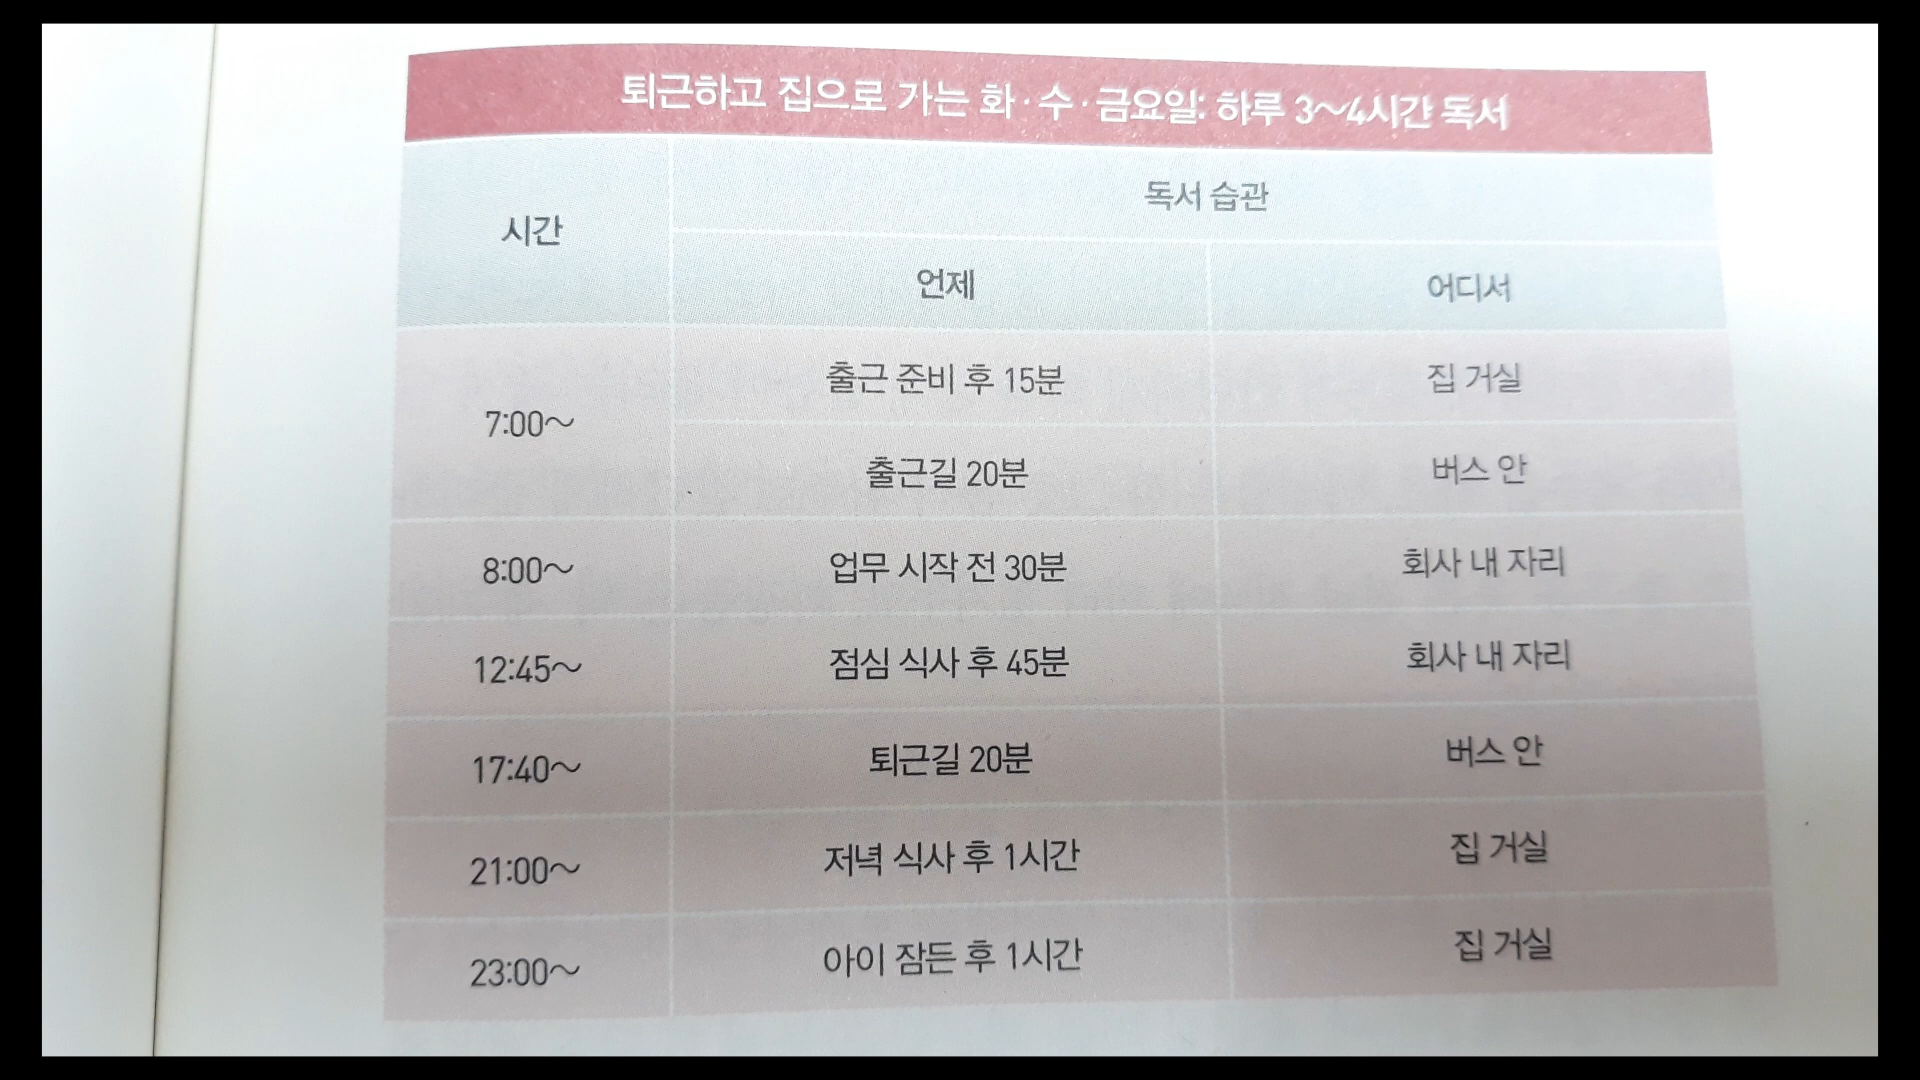 퇴근하고 집으로 가는 화·수·금요일: 하루 3~4시간 독서
시간
독서 습관
언제 어디서
7:00~
출근 준비 후 15분 집 거실
출근길 20분 버스 안
8:00~ 업무 시작 전 30분 회사 내 자리
12:45~ 점심 식사 후 45분 회사 내 자리
17:40~ 퇴근길 20분 버스 안
21:00~ 저녁 식사 후 1시간 집 거실
23:00~ 아이 잠든 후 1시간 집 거실